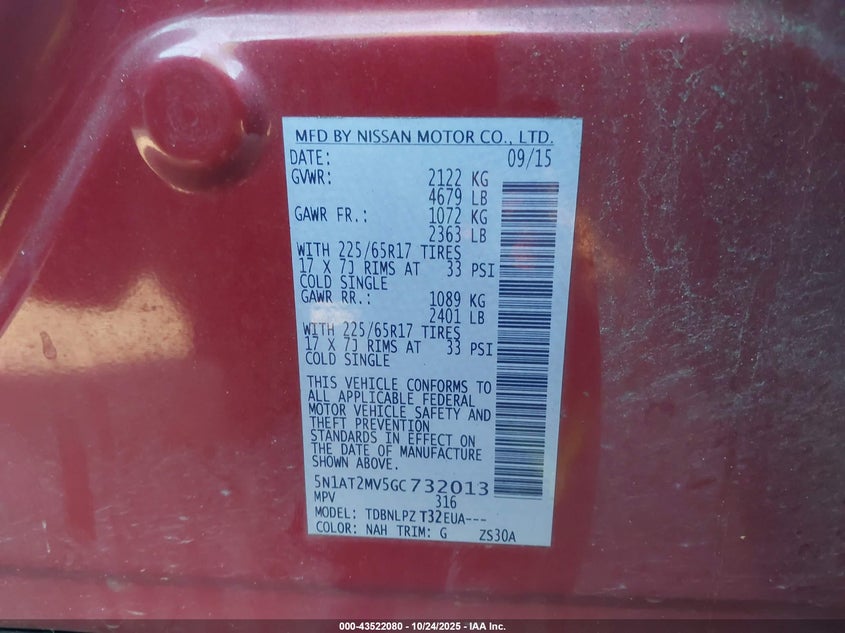 MFD BY NISSAN MOTOR CO., LTD.
DATE: 09/15
GVWR: 2122 KG
4679 LB
GAWR FR.: 1072 KG
2363 LB
WITH 225/65R17 TIRES
17 X 7J RIMS AT 33 PSI
COLD SINGLE
GAWR RR.: 1089 KG
2401 LB
WITH 225/65R17 TIRES
17 X 7J RIMS AT 33 PSI
COLD SINGLE
THIS VEHICLE CONFORMS TO
ALL APPLICABLE FEDERAL
MOTOR VEHICLE SAFETY AND
THEFT PREVENTION
STANDARDS IN EFFECT ON
THE DATE OF MANUFACTURE
SHOWN ABOVE.
5N1AT2MV5GC732013
MPV 316
MODEL: TDBNLPZ T32EUA---
COLOR: NAH TRIM: G ZS30A
000-43522080 - 10/24/2025 - IAA Inc.